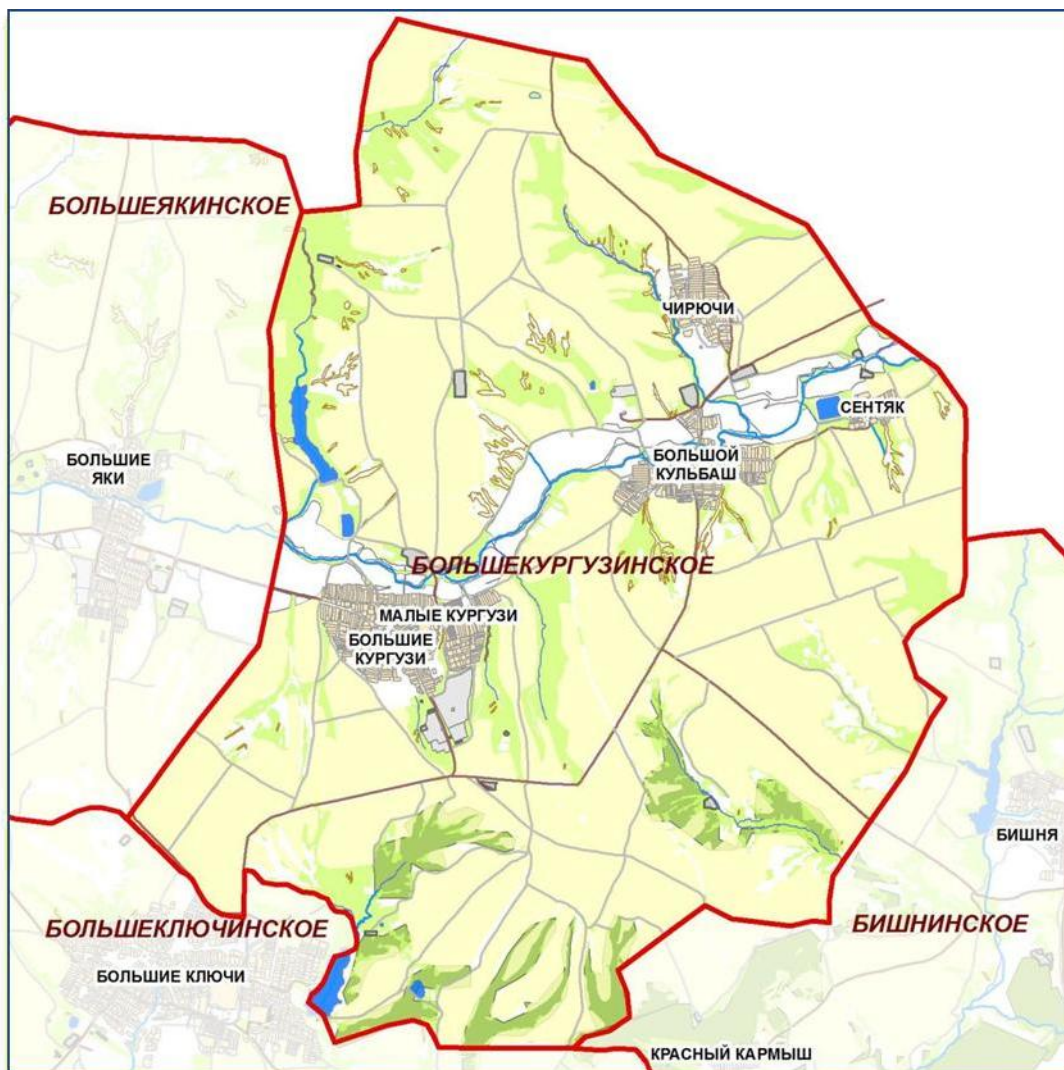 БОЛЬШЕЯКИНСКОЕ
ЧИРЮЧИ
СЕНТЯК
БОЛЬШИЕ
ЯКИ
БОЛЬШОЙ
КУЛЬБАШ
БОЛЬШЕКУРГУЗИНСКОЕ
МАЛЫЕ КУРГУЗИ
БОЛЬШИЕ
КУРГУЗИ
БИШНЯ
БОЛЬШЕКЛЮЧИНСКОЕ
БИШНИНСКОЕ
БОЛЬШИЕ КЛЮЧИ
КРАСНЫЙ КАРМЫШ